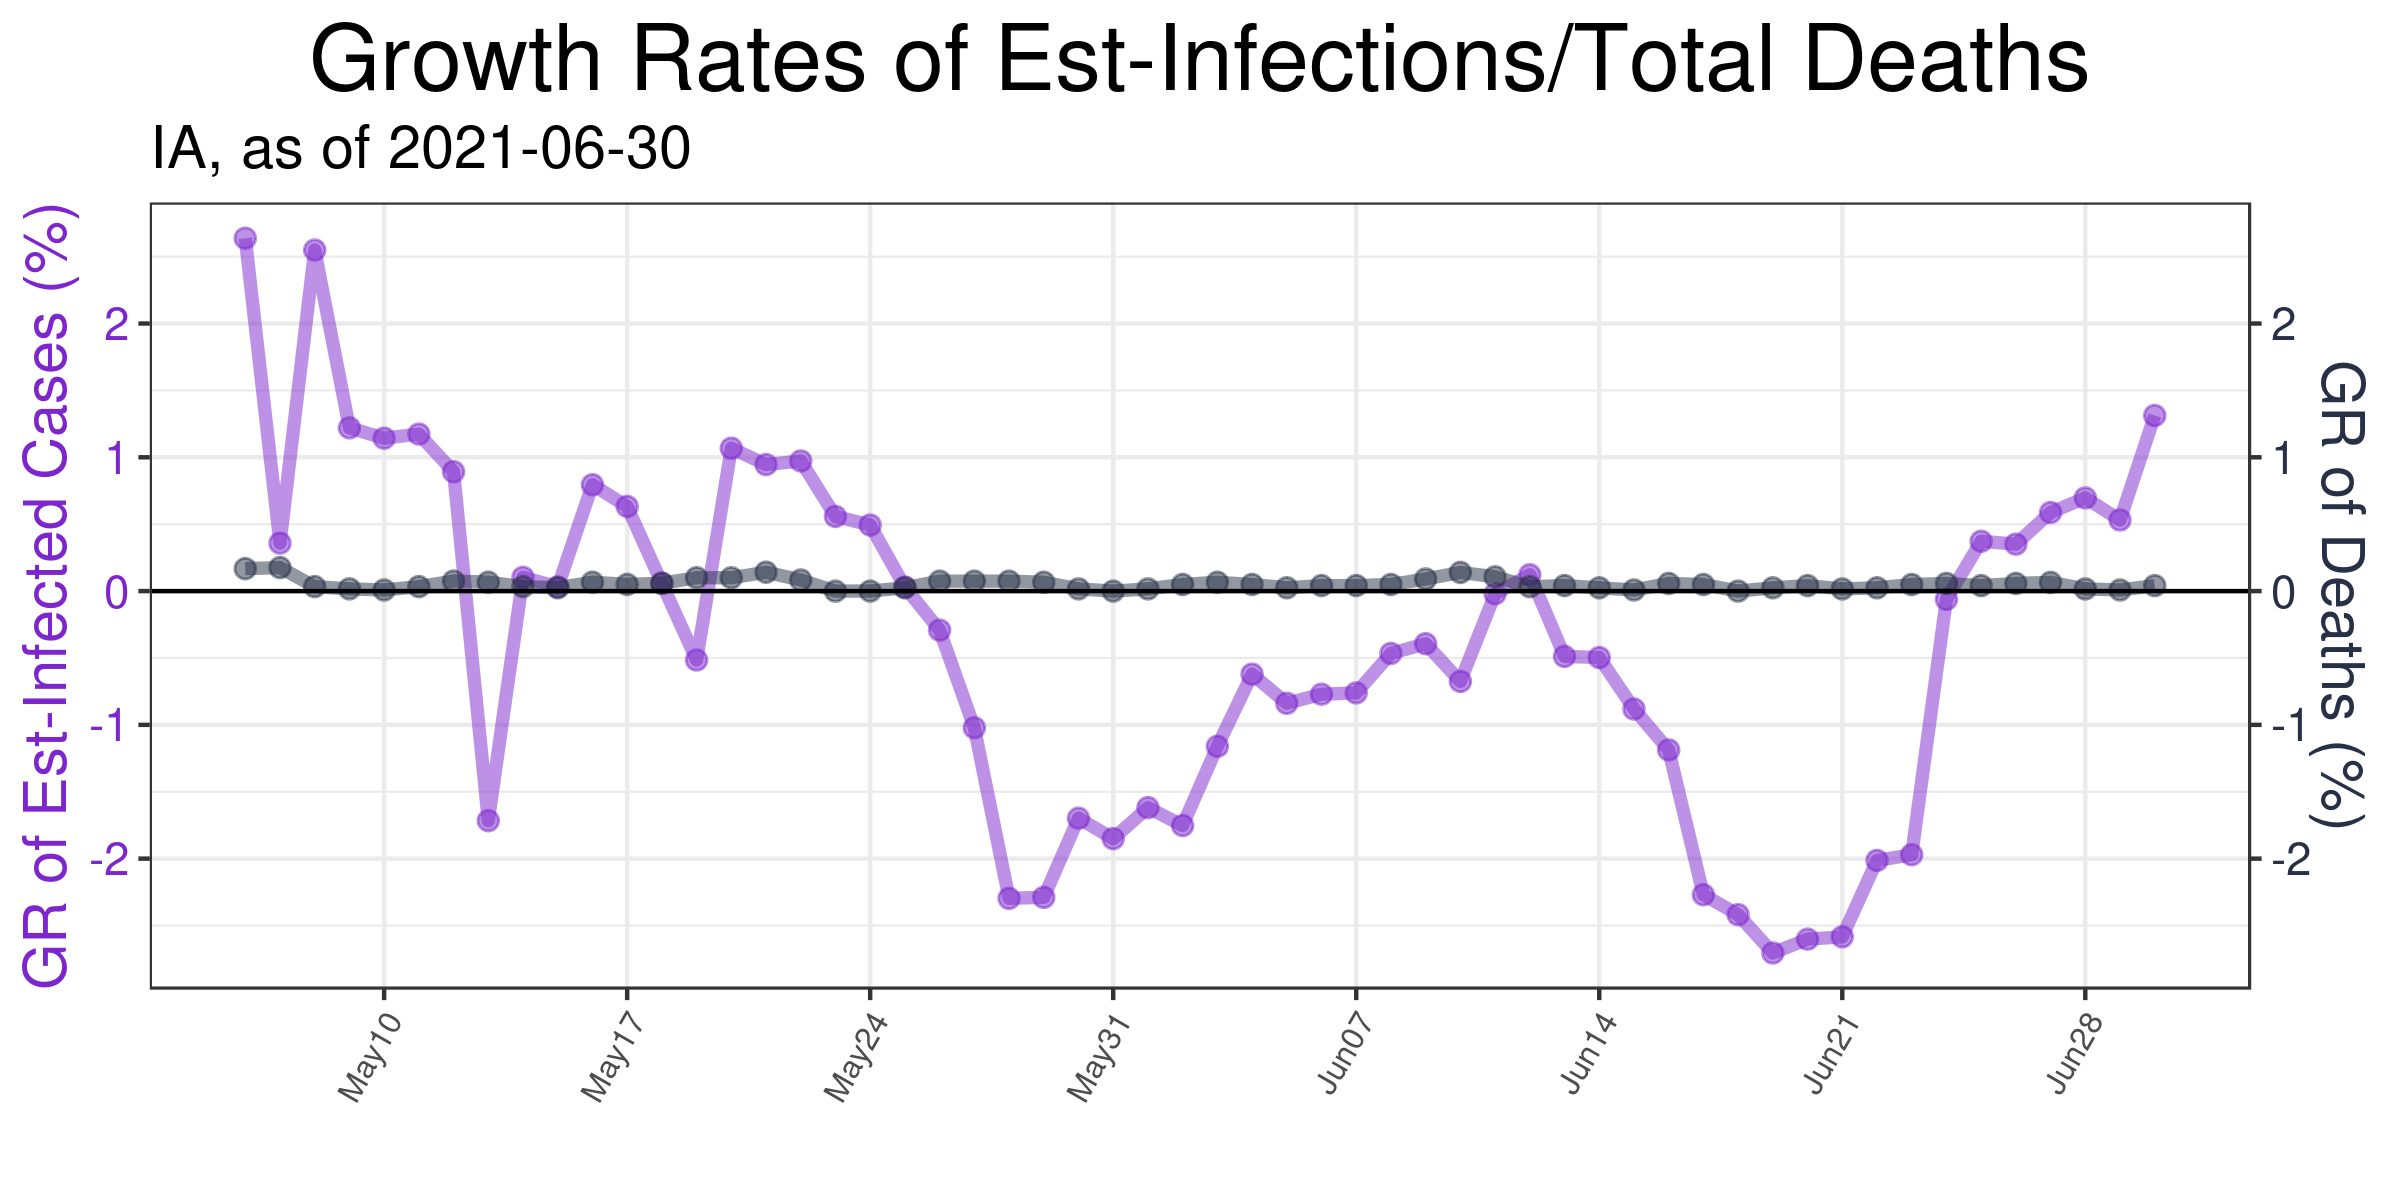 Growth Rates of Est-Infections/Total Deaths
IA, as of 2021-06-30
GR of Est-Infected Cases (%)
2
1
0
-1
-2
2
1
0
-1
-2
GR of Deaths (%)
May10
May17
May24
May31
Jun07
Jun14
Jun21
Jun28